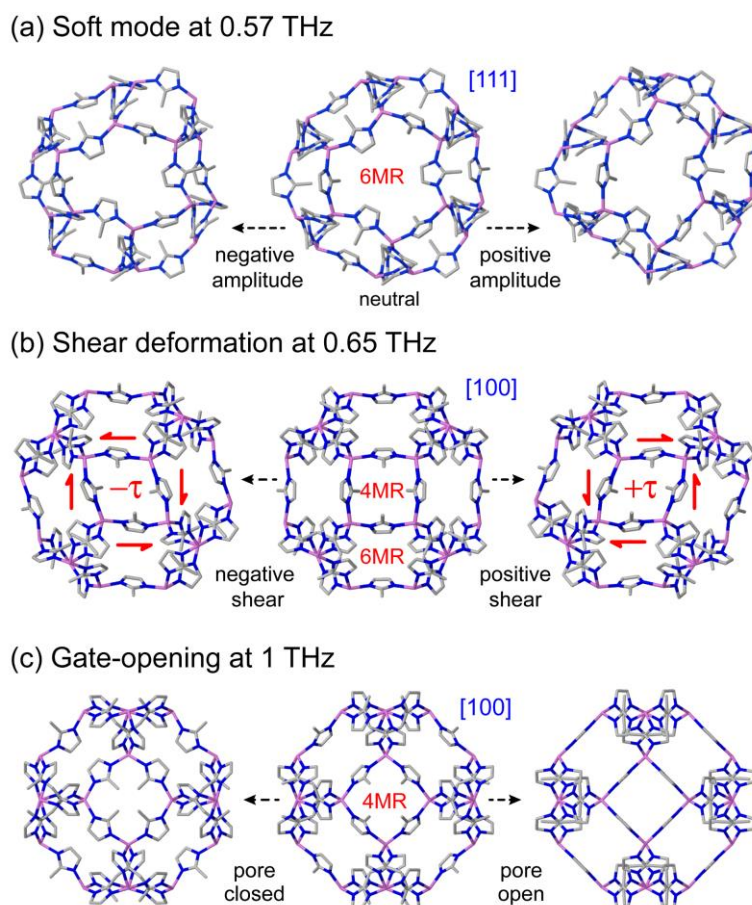 (a) Soft mode at 0.57 THz
[111]
6MR
negative
amplitude
neutral
positive
amplitude
(b) Shear deformation at 0.65 THz
[100]
−τ
4MR
+τ
6MR
negative
shear
positive
shear
(c) Gate-opening at 1 THz
[100]
4MR
pore
closed
pore
open